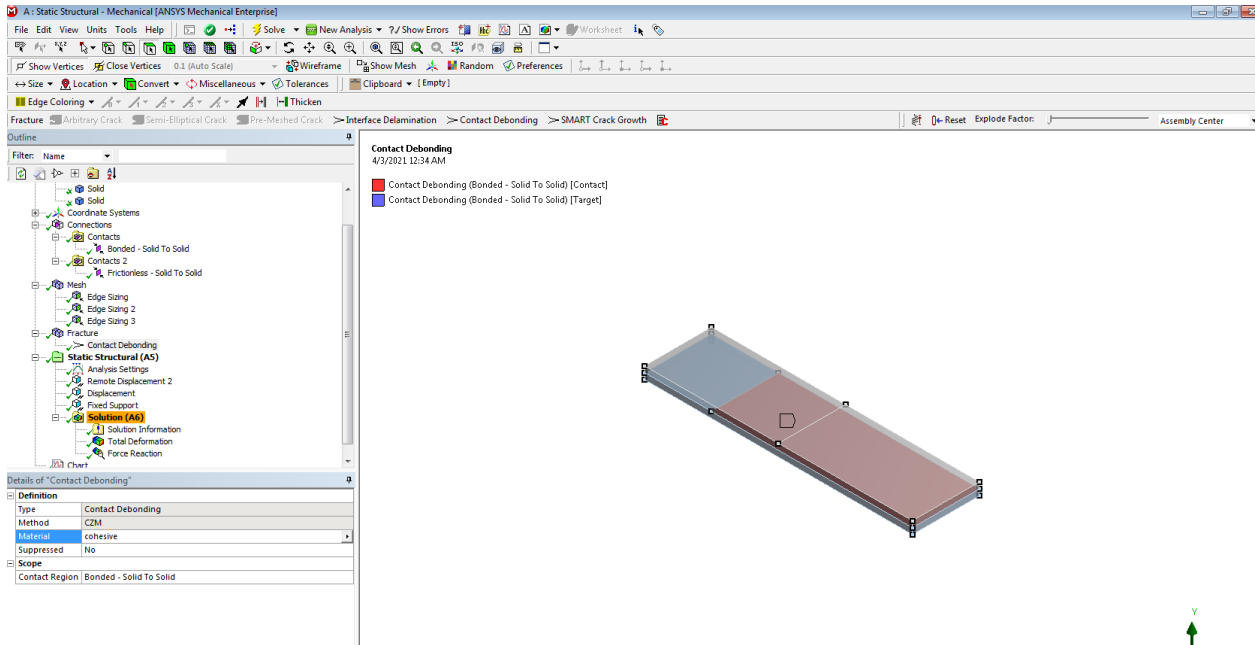 A : Static Structural - Mechanical [ANSYS Mechanical Enterprise]
File Edit View Units Tools Help Solve New Analysis ?/ Show Errors Worksheet
Show Vertices Close Vertices 0.1 (Auto Scale) Wireframe Show Mesh Random Preferences
Size Location Convert Miscellaneous Tolerances Clipboard [Empty]
Edge Coloring Thicken
Fracture Arbitrary Crack Semi-Elliptical Crack Pre-Meshed Crack Interface Delamination Contact Debonding SMART Crack Growth Reset Explode Factor: Assembly Center
Outline
Filter: Name
Solid
Solid
Coordinate Systems
Connections
Contacts
Bonded - Solid To Solid
Contacts 2
Frictionless - Solid To Solid
Mesh
Edge Sizing
Edge Sizing 2
Edge Sizing 3
Fracture
Contact Debonding
Static Structural (A5)
Analysis Settings
Remote Displacement 2
Displacement
Fixed Support
Solution (A6)
Solution Information
Total Deformation
Force Reaction
Chart
Details of "Contact Debonding"
Definition
Type Contact Debonding
Method CZM
Material cohesive
Suppressed No
Scope
Contact Region Bonded - Solid To Solid
Contact Debonding
4/3/2021 12:34 AM
Contact Debonding (Bonded - Solid To Solid) [Contact]
Contact Debonding (Bonded - Solid To Solid) [Target]
Y